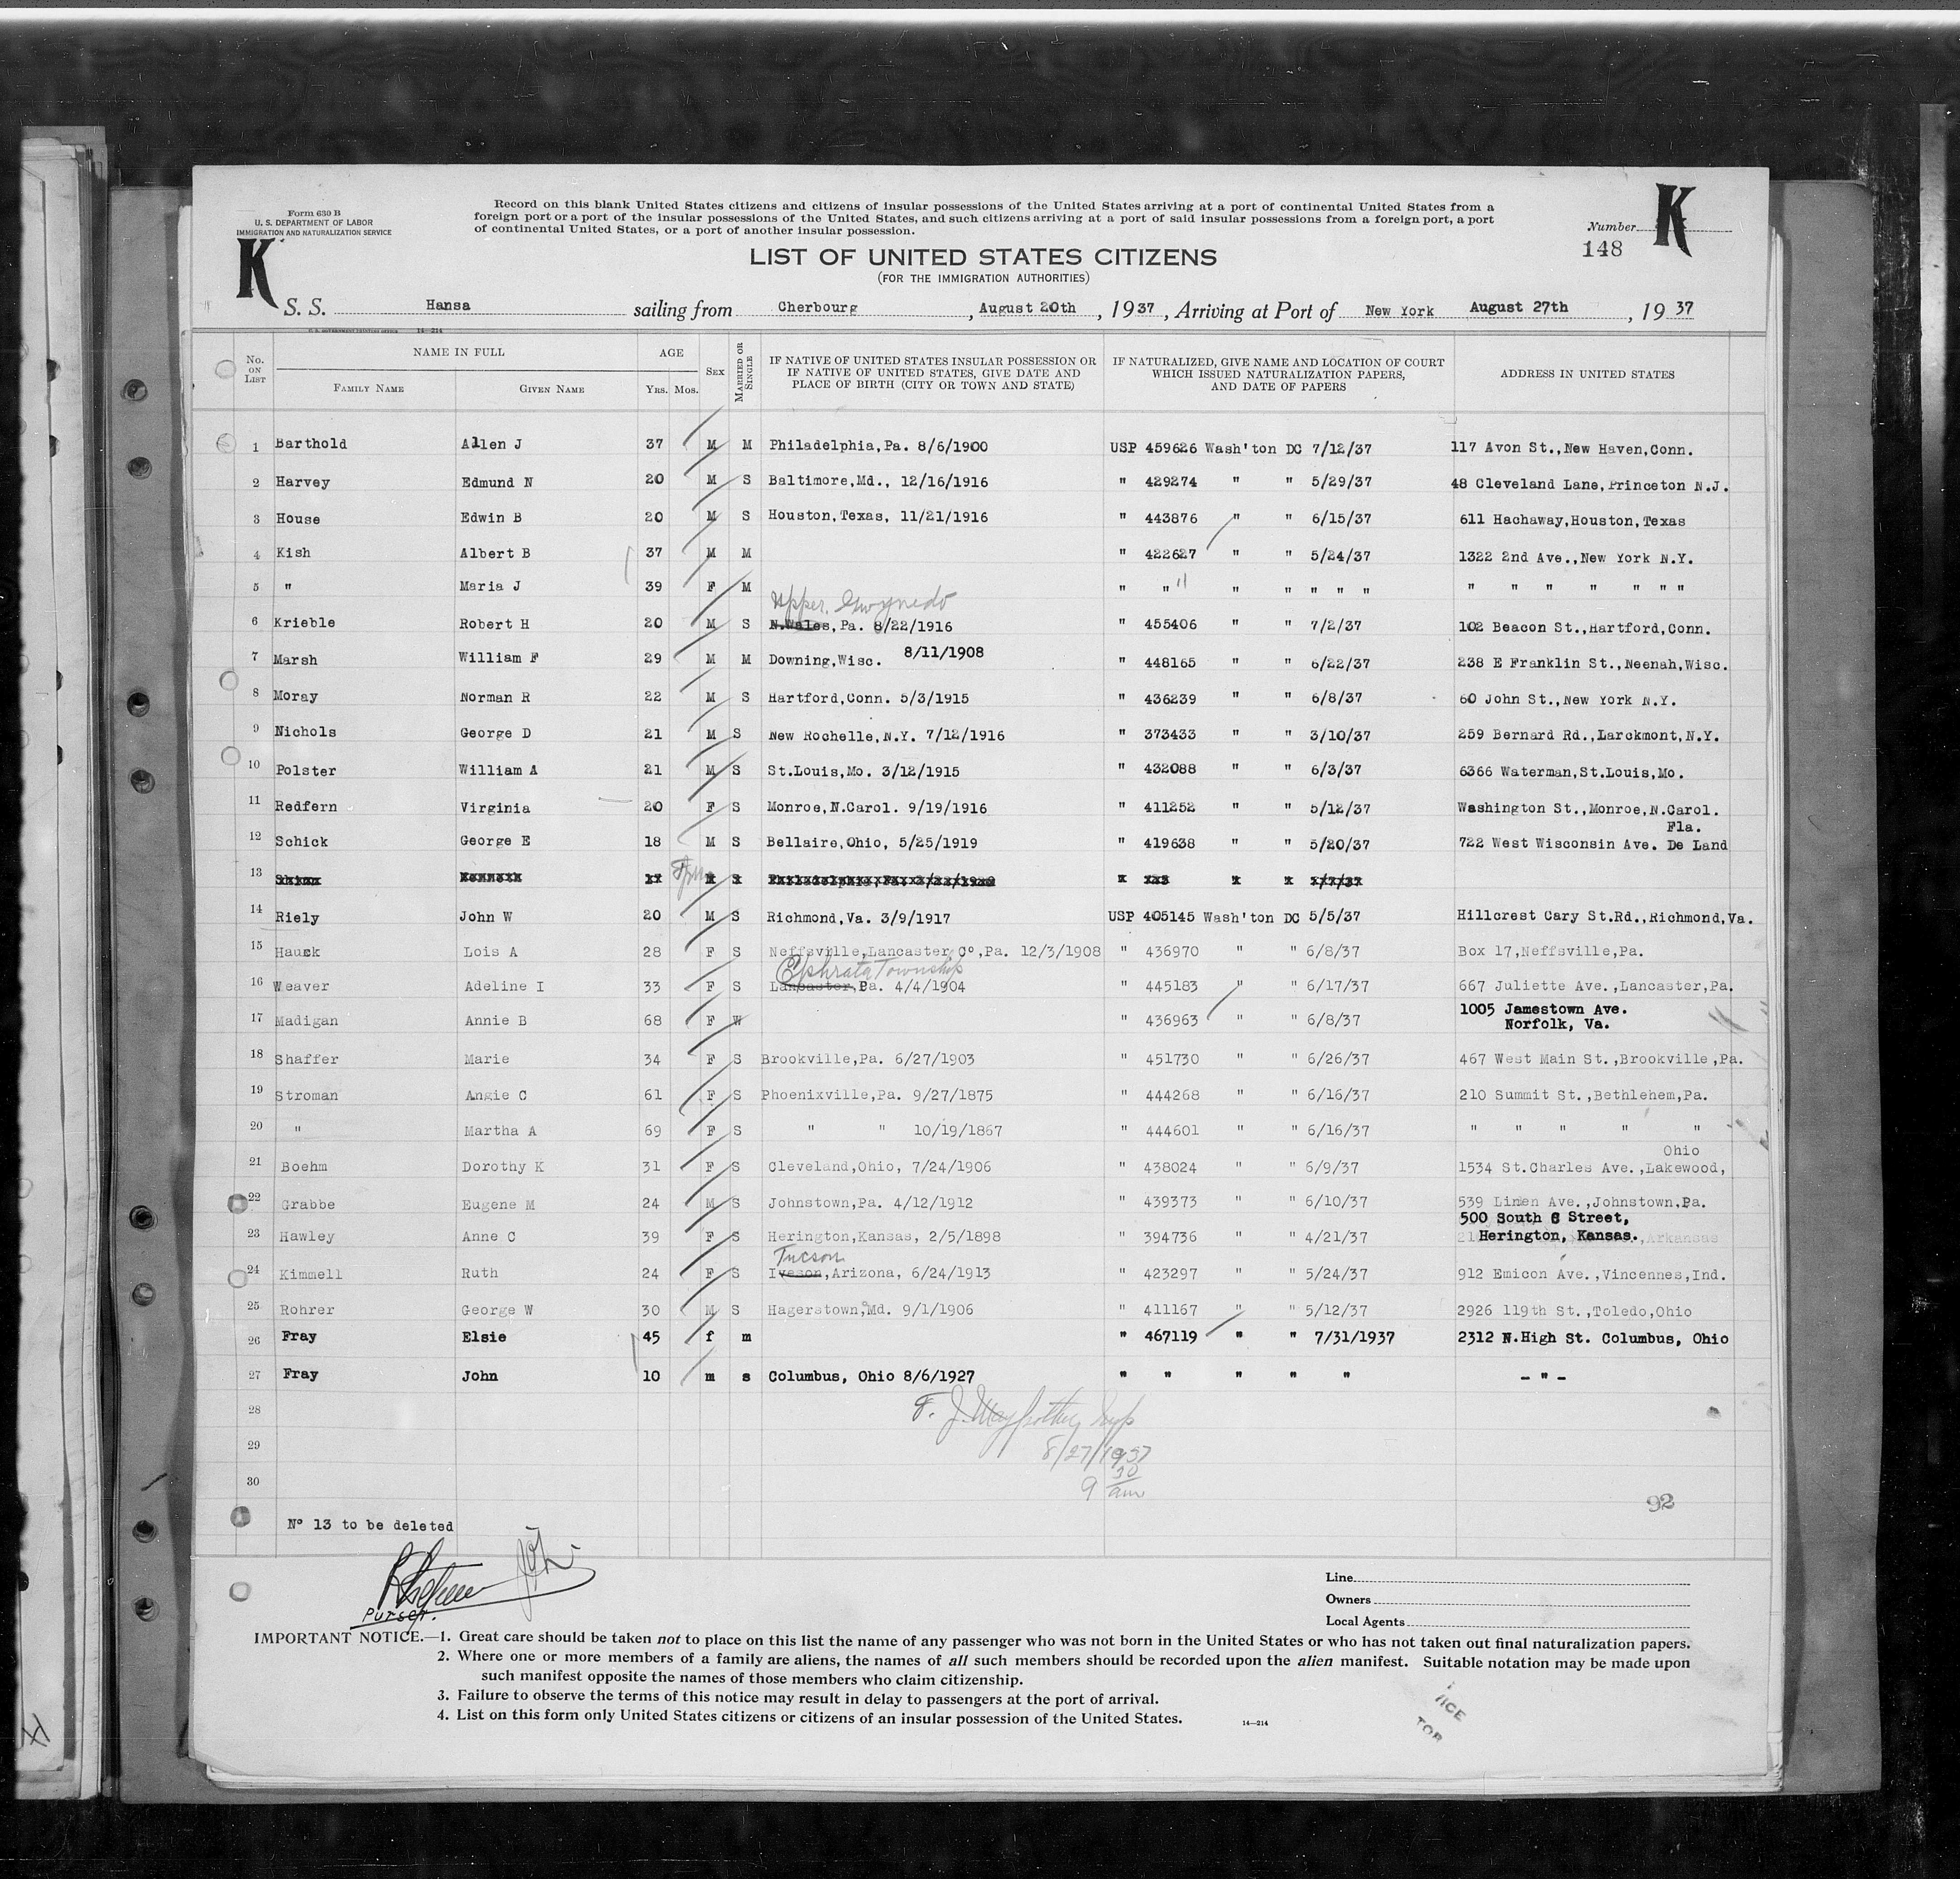 Form 630 B
U. S. DEPARTMENT OF LABOR
IMMIGRATION AND NATURALIZATION SERVICE
K
Record on this blank United States citizens and citizens of insular possessions of the United States arriving at a port of continental United States from a
foreign port or a port of the insular possessions of the United States, and such citizens arriving at a port of said insular possessions from a foreign port, a port
of continental United States, or a port of another insular possession.
Number
K
148
LIST OF UNITED STATES CITIZENS
(FOR THE IMMIGRATION AUTHORITIES)
S. S. Hansa sailing from Cherbourg, August 20th, 1937, Arriving at Port of New York August 27th, 19 37
U. S. GOVERNMENT PRINTING OFFICE 14—214
No. ON LIST NAME IN FULL FAMILY NAME GIVEN NAME AGE YRS. MOS. SEX MARRIED OR SINGLE
IF NATIVE OF UNITED STATES INSULAR POSSESSION OR IF NATIVE OF UNITED STATES, GIVE DATE AND PLACE OF BIRTH (CITY OR TOWN AND STATE)
IF NATURALIZED, GIVE NAME AND LOCATION OF COURT WHICH ISSUED NATURALIZATION PAPERS, AND DATE OF PAPERS
ADDRESS IN UNITED STATES
1 Barthold Allen J 37 M M Philadelphia,Pa. 8/6/1900 USP 459626 Wash'ton DC 7/12/37 117 Avon St.,New Haven,Conn.
2 Harvey Edmund N 20 M S Baltimore,Md., 12/16/1916 " 429274 " " 5/29/37 48 Cleveland Lane,Princeton N.J.
3 House Edwin B 20 M S Houston,Texas, 11/21/1916 " 443876 " " 6/15/37 611 Hachaway,Houston,Texas
4 Kish Albert B 37 M M " 422627 " " 5/24/37 1322 2nd Ave.,New York N.Y.
5 " Maria J 39 F M " " " " " " " " " " " " " " " "
Upper Gwynedd
6 Krieble Robert H 20 M S N.Wales,Pa. 8/22/1916 " 455406 " " 7/2/37 102 Beacon St.,Hartford,Conn.
7 Marsh William F 29 M M Downing,Wisc. 8/11/1908 " 448165 " " 6/22/37 238 E Franklin St.,Neenah,Wisc.
8 Moray Norman R 22 M S Hartford,Conn. 5/3/1915 " 436239 " " 6/8/37 60 John St.,New York N.Y.
9 Nichols George D 21 M S New Rochelle,N.Y. 7/12/1916 " 373433 " " 3/10/37 259 Bernard Rd.,Larckmont,N.Y.
10 Polster William A 21 M S St.Louis,Mo. 3/12/1915 " 432088 " " 6/3/37 6366 Waterman,St.Louis,Mo.
11 Redfern Virginia 20 F S Monroe,N.Carol. 9/19/1916 " 411252 " " 5/12/37 Washington St.,Monroe,N.Carol.
Fla.
12 Schick George E 18 M S Bellaire,Ohio, 5/25/1919 " 419638 " " 5/20/37 722 West Wisconsin Ave. De Land
13
14 Riely John W 20 M S Richmond,Va. 3/9/1917 USP 405145 Wash'ton DC 5/5/37 Hillcrest Cary St.Rd.,Richmond,Va.
15 Hauck Lois A 28 F S Neffsville,Lancaster Co,Pa. 12/3/1908 " 436970 " " 6/8/37 Box 17,Neffsville,Pa.
Ephrata Township
16 Weaver Adeline I 33 F S Lancaster,Pa. 4/4/1904 " 445183 " " 6/17/37 667 Juliette Ave.,Lancaster,Pa.
17 Madigan Annie B 68 F W " 436963 " " 6/8/37 1005 Jamestown Ave.
Norfolk, Va.
18 Shaffer Marie 34 F S Brookville,Pa. 6/27/1903 " 451730 " " 6/26/37 467 West Main St.,Brookville,Pa.
19 Stroman Angie C 61 F S Phoenixville,Pa. 9/27/1875 " 444268 " " 6/16/37 210 Summit St.,Bethlehem,Pa.
20 " Martha A 69 F S " " 10/19/1867 " 444601 " " 6/16/37 " " " " "
Ohio
21 Boehm Dorothy K 31 F S Cleveland,Ohio, 7/24/1906 " 438024 " " 6/9/37 1534 St.Charles Ave.,Lakewood,
22 Grabbe Eugene M 24 M S Johnstown,Pa. 4/12/1912 " 439373 " " 6/10/37 539 Linen Ave.,Johnstown,Pa.
500 South C Street,
23 Hawley Anne C 39 F S Herington,Kansas, 2/5/1898 " 394736 " " 4/21/37 Herington, Kansas. ,Arkansas
Tucson
24 Kimmell Ruth 24 F S Iveson,Arizona, 6/24/1913 " 423297 " " 5/24/37 912 Emicon Ave.,Vincennes,Ind.
25 Rohrer George W 30 M S Hagerstown,Md. 9/1/1906 " 411167 " " 5/12/37 2926 119th St.,Toledo,Ohio
26 Fray Elsie 45 f m " 467119 " " 7/31/1937 2312 N.High St. Columbus, Ohio
27 Fray John 10 m s Columbus, Ohio 8/6/1927 " " " " " - " -
28
29
8/27/1937
30
9 30 am
92
No 13 to be deleted
Purser.
Line
Owners
Local Agents
IMPORTANT NOTICE.—1. Great care should be taken not to place on this list the name of any passenger who was not born in the United States or who has not taken out final naturalization papers.
2. Where one or more members of a family are aliens, the names of all such members should be recorded upon the alien manifest. Suitable notation may be made upon
such manifest opposite the names of those members who claim citizenship.
3. Failure to observe the terms of this notice may result in delay to passengers at the port of arrival.
4. List on this form only United States citizens or citizens of an insular possession of the United States.
14—214